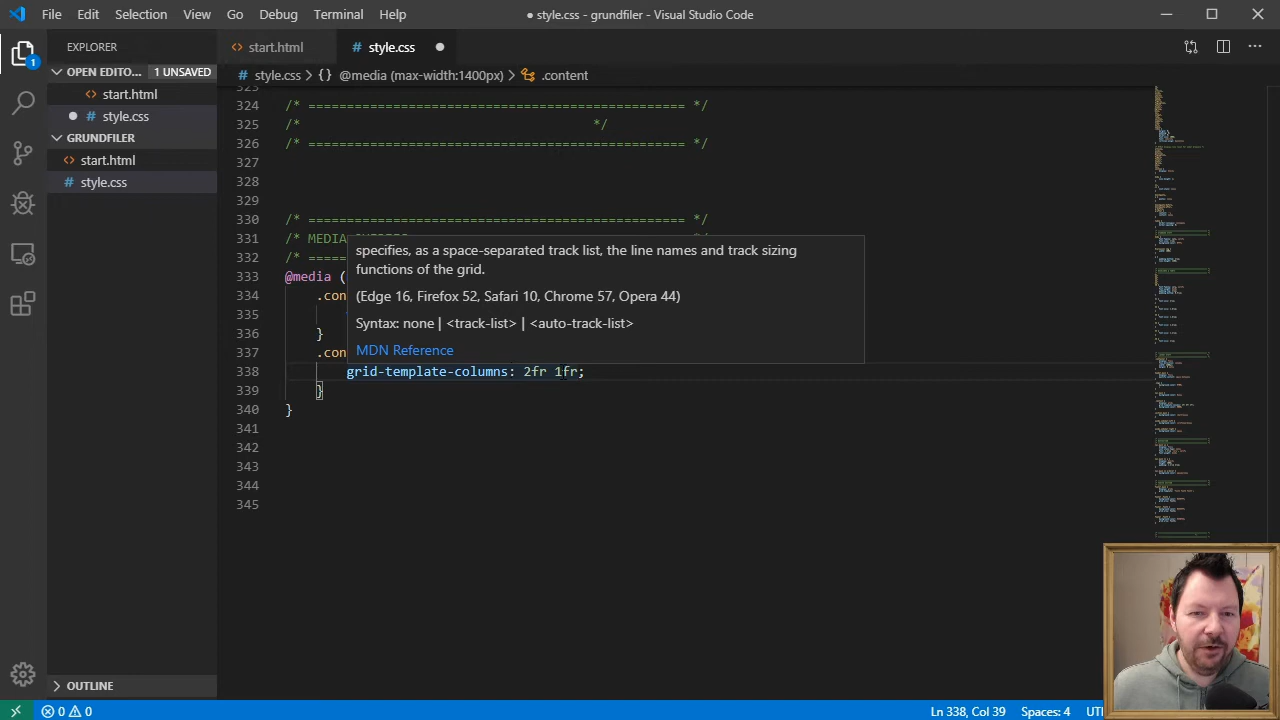 File Edit Selection View Go Debug Terminal Help
● style.css - grundfiler - Visual Studio Code
EXPLORER
<> start.html
# style.css ●
OPEN EDITO... 1 UNSAVED
# style.css > {} @media (max-width:1400px) > .content
<> start.html
● # style.css
GRUNDFILER
<> start.html
# style.css
1
323
324 /* ================================================= */
325 /* */
326 /* ================================================= */
327
328
329
330 /* ================================================= */
331 /* MEDIA
332 /* =====
specifies, as a space-separated track list, the line names and track sizing
functions of the grid.
(Edge 16, Firefox 52, Safari 10, Chrome 57, Opera 44)
Syntax: none | <track-list> | <auto-track-list>
MDN Reference
333 @media (
334 .con
335
336 }
337 .con
338 grid-template-columns: 2fr 1fr;
339 }
340 }
341
342
343
344
345
OUTLINE
0 0
Ln 338, Col 39 Spaces: 4 UT